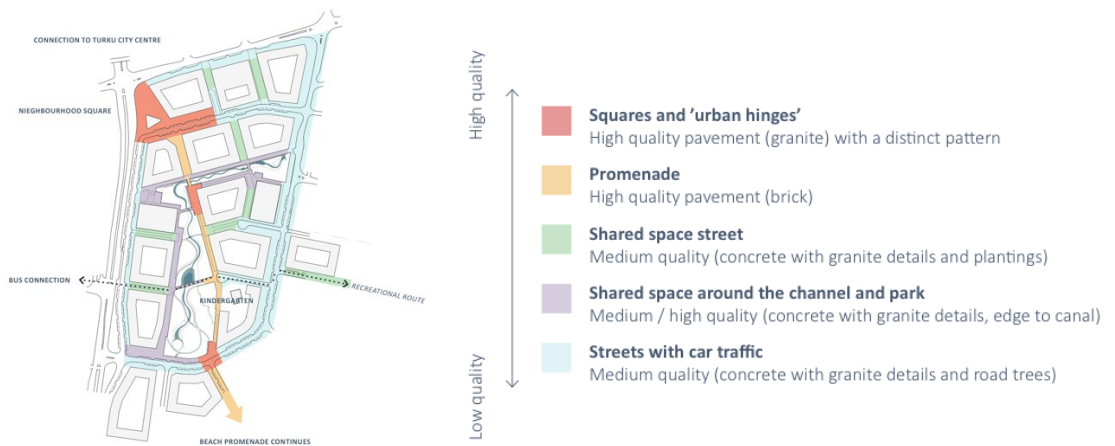 CONNECTION TO TURKU CITY CENTRE
NIEGHBOURHOOD SQUARE
BUS CONNECTION
KINDERGARTEN
RECREATIONAL ROUTE
BEACH PROMENADE CONTINUES
High quality
Low quality
Squares and 'urban hinges'
High quality pavement (granite) with a distinct pattern
Promenade
High quality pavement (brick)
Shared space street
Medium quality (concrete with granite details and plantings)
Shared space around the channel and park
Medium / high quality (concrete with granite details, edge to canal)
Streets with car traffic
Medium quality (concrete with granite details and road trees)